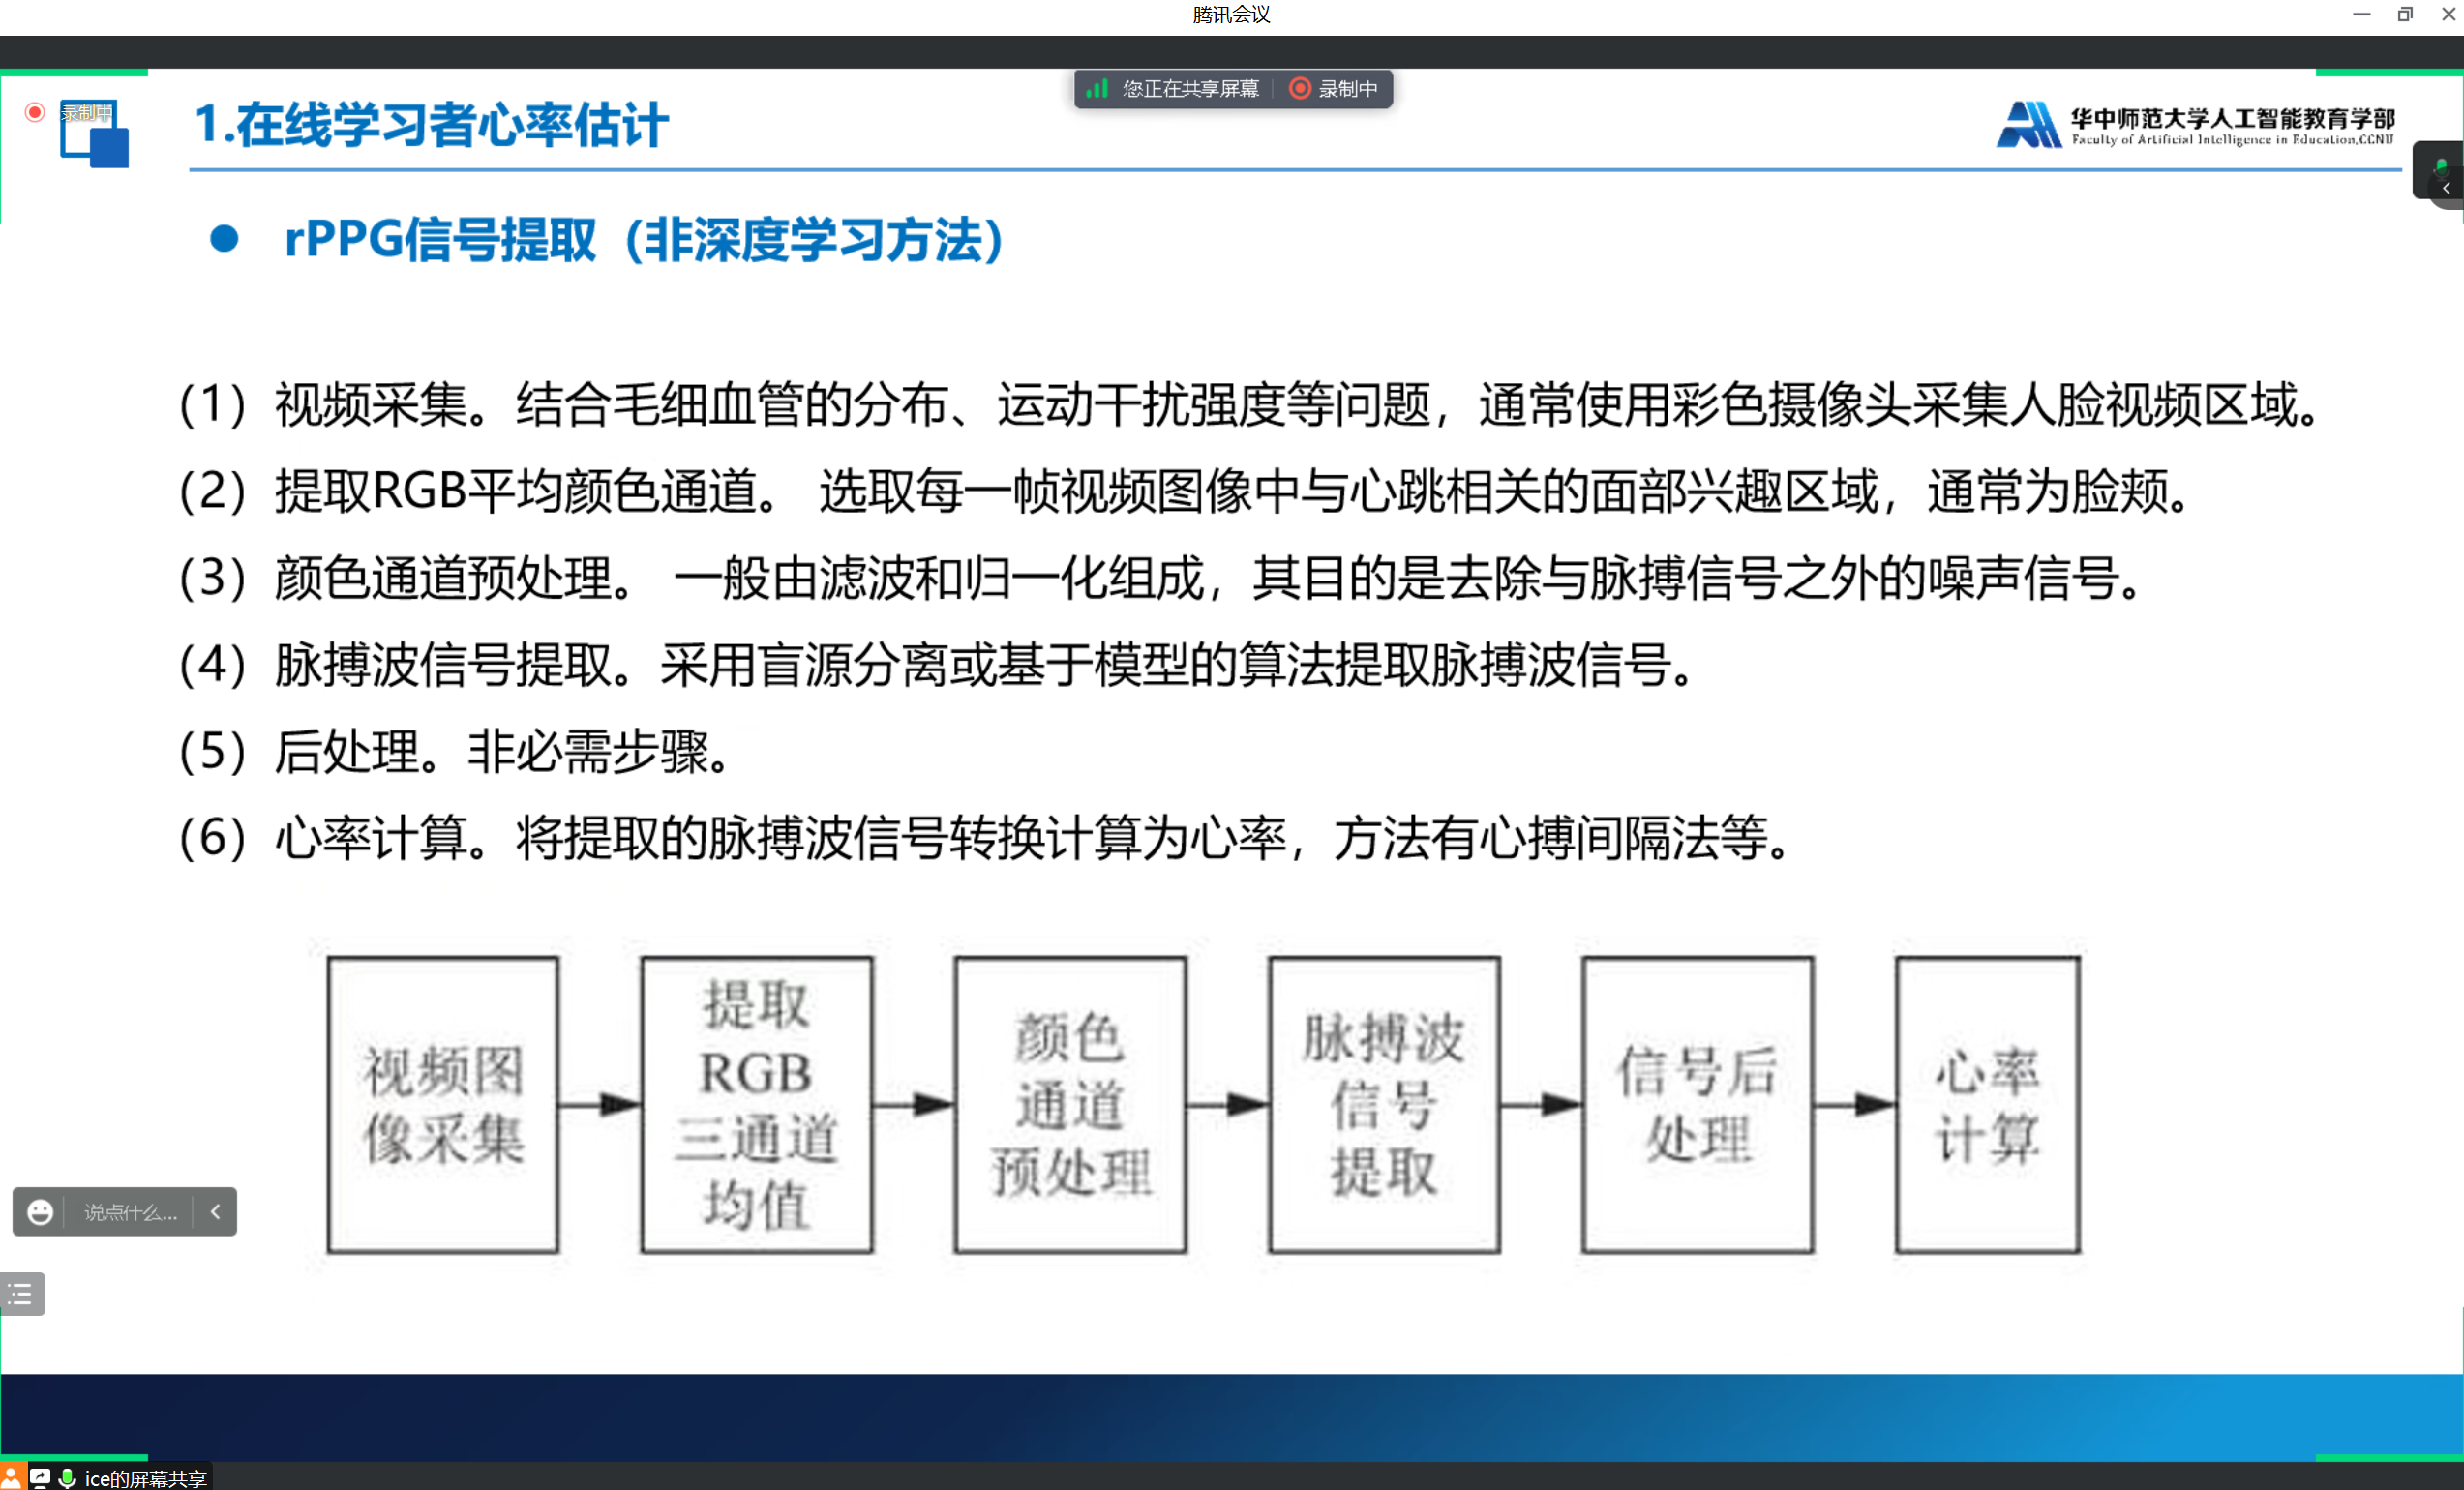 腾讯会议
您正在共享屏幕
录制中
录制中
1.在线学习者心率估计
华中师范大学人工智能教育学部
Faculty of Artificial Intelligence in Education,CCNU
rPPG信号提取（非深度学习方法）
（1）视频采集。结合毛细血管的分布、运动干扰强度等问题，通常使用彩色摄像头采集人脸视频区域。
（2）提取RGB平均颜色通道。 选取每一帧视频图像中与心跳相关的面部兴趣区域，通常为脸颊。
（3）颜色通道预处理。 一般由滤波和归一化组成，其目的是去除与脉搏信号之外的噪声信号。
（4）脉搏波信号提取。采用盲源分离或基于模型的算法提取脉搏波信号。
（5）后处理。非必需步骤。
（6）心率计算。将提取的脉搏波信号转换计算为心率，方法有心搏间隔法等。
视频图
像采集
提取
RGB
三通道
均值
颜色
通道
预处理
脉搏波
信号
提取
信号后
处理
心率
计算
说点什么...
ice的屏幕共享